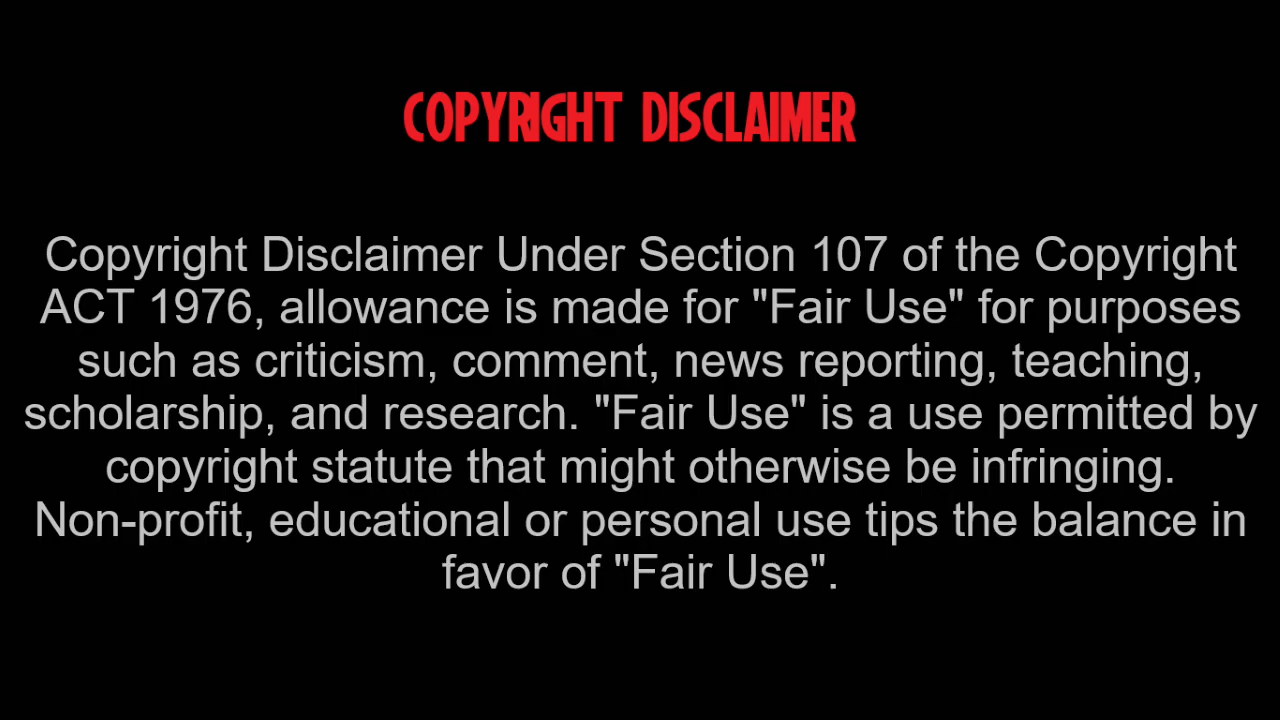 COPYRIGHT DISCLAIMER
Copyright Disclaimer Under Section 107 of the Copyright
ACT 1976, allowance is made for "Fair Use" for purposes
such as criticism, comment, news reporting, teaching,
scholarship, and research. "Fair Use" is a use permitted by
copyright statute that might otherwise be infringing.
Non-profit, educational or personal use tips the balance in
favor of "Fair Use".